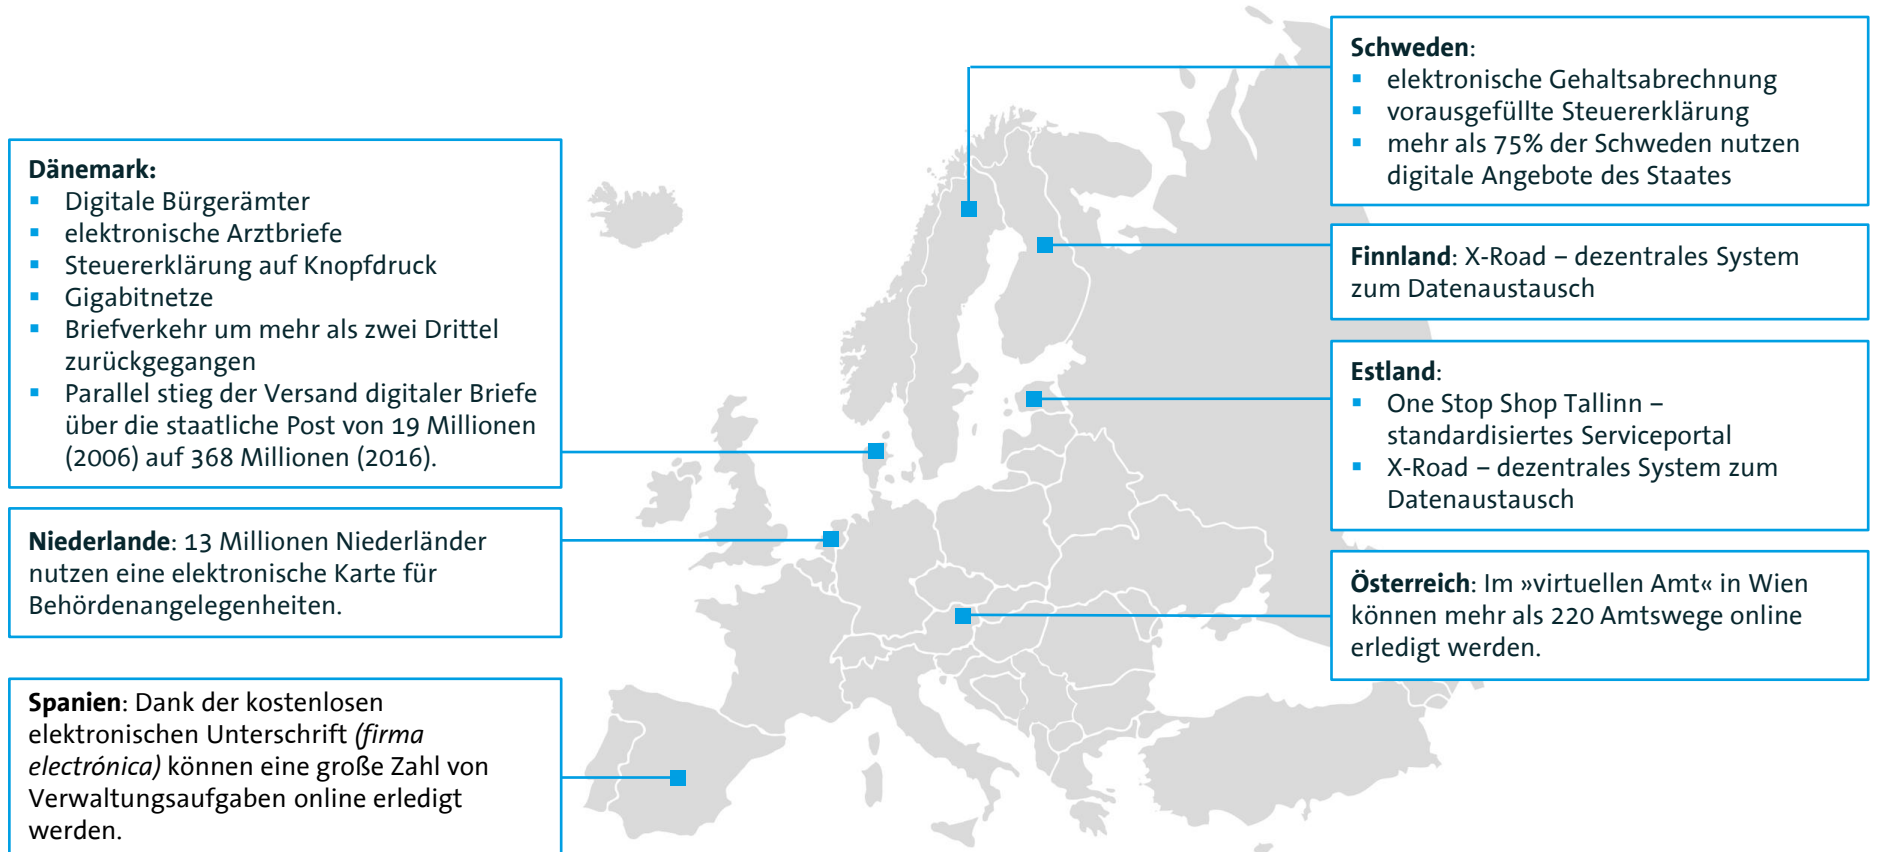 Dänemark:
▪ Digitale Bürgerämter
▪ elektronische Arztbriefe
▪ Steuererklärung auf Knopfdruck
▪ Gigabitnetze
▪ Briefverkehr um mehr als zwei Drittel
zurückgegangen
▪ Parallel stieg der Versand digitaler Briefe
über die staatliche Post von 19 Millionen
(2006) auf 368 Millionen (2016).
Niederlande: 13 Millionen Niederländer
nutzen eine elektronische Karte für
Behördenangelegenheiten.
Spanien: Dank der kostenlosen
elektronischen Unterschrift (firma
electrónica) können eine große Zahl von
Verwaltungsaufgaben online erledigt
werden.
Schweden:
▪ elektronische Gehaltsabrechnung
▪ vorausgefüllte Steuererklärung
▪ mehr als 75% der Schweden nutzen
digitale Angebote des Staates
Finnland: X-Road – dezentrales System
zum Datenaustausch
Estland:
▪ One Stop Shop Tallinn –
standardisiertes Serviceportal
▪ X-Road – dezentrales System zum
Datenaustausch
Österreich: Im »virtuellen Amt« in Wien
können mehr als 220 Amtswege online
erledigt werden.